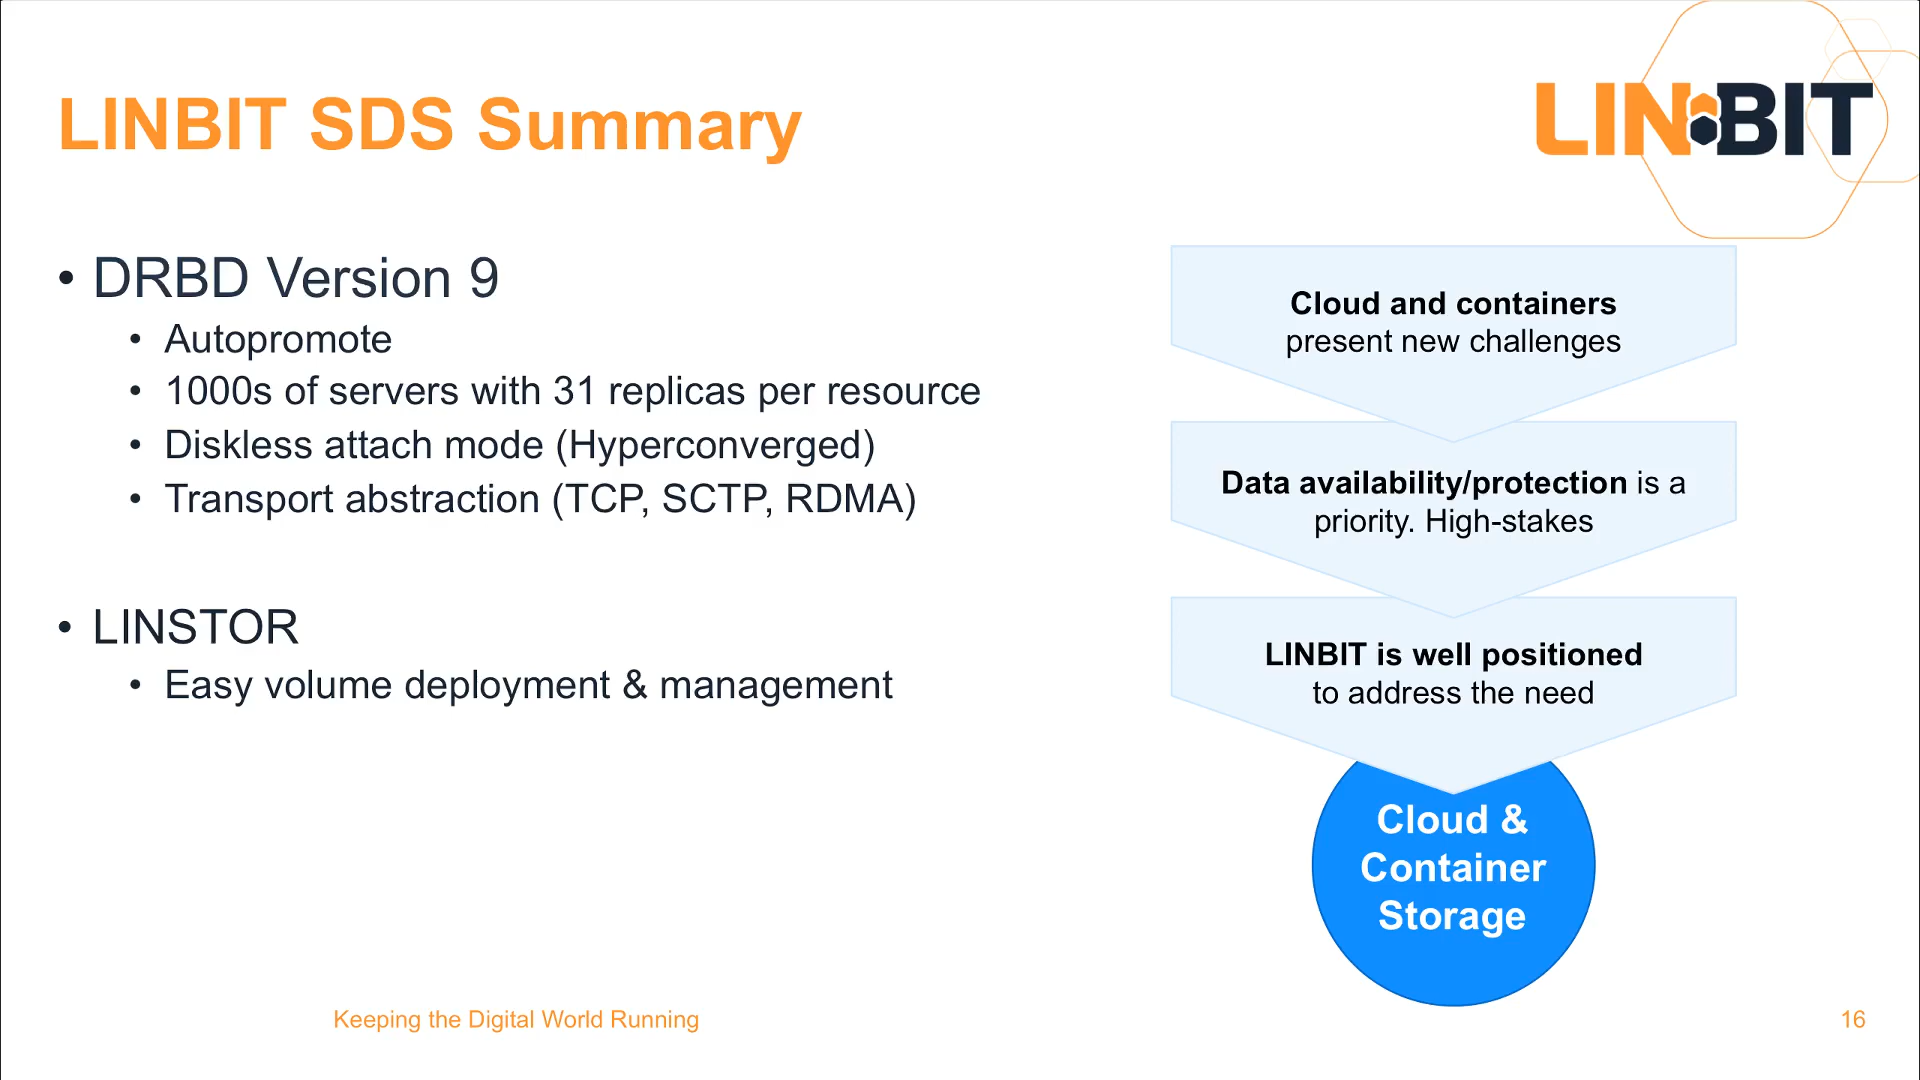 LINBIT SDS Summary
LINBIT
• DRBD Version 9
• Autopromote
• 1000s of servers with 31 replicas per resource
• Diskless attach mode (Hyperconverged)
• Transport abstraction (TCP, SCTP, RDMA)
• LINSTOR
• Easy volume deployment & management
Cloud and containers
present new challenges
Data availability/protection is a
priority. High-stakes
LINBIT is well positioned
to address the need
Cloud &
Container
Storage
Keeping the Digital World Running
16